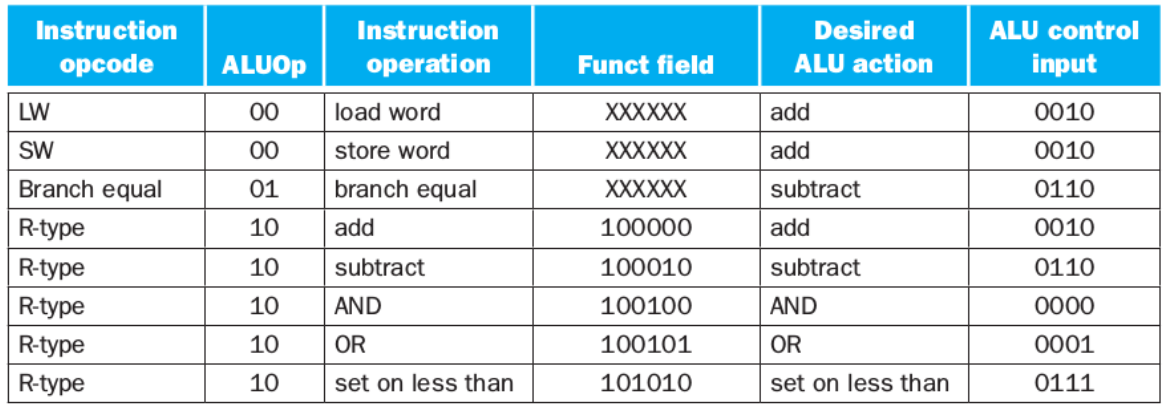 Instruction opcode ALUOp Instruction operation Funct field Desired ALU action ALU control input
LW 00 load word XXXXXX add 0010
SW 00 store word XXXXXX add 0010
Branch equal 01 branch equal XXXXXX subtract 0110
R-type 10 add 100000 add 0010
R-type 10 subtract 100010 subtract 0110
R-type 10 AND 100100 AND 0000
R-type 10 OR 100101 OR 0001
R-type 10 set on less than 101010 set on less than 0111